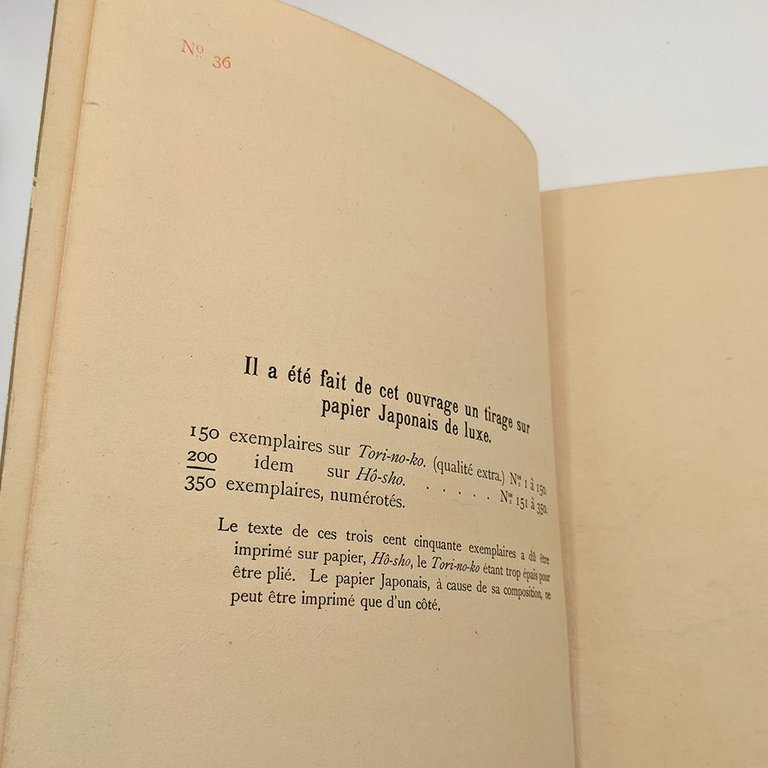 Nº 36
Il a été fait de cet ouvrage un tirage sur
papier Japonais de luxe.
150 exemplaires sur Tori-no-ko. (qualité extra.) Nos 1 à 150.
200 idem sur Hô-sho. . . . . . Nos 151 à 350.
350 exemplaires, numérotés.
Le texte de ces trois cent cinquante exemplaires a dû être
imprimé sur papier, Hô-sho, le Tori-no-ko étant trop épais pour
être plié. Le papier Japonais, à cause de sa composition, ne
peut être imprimé que d'un côté.